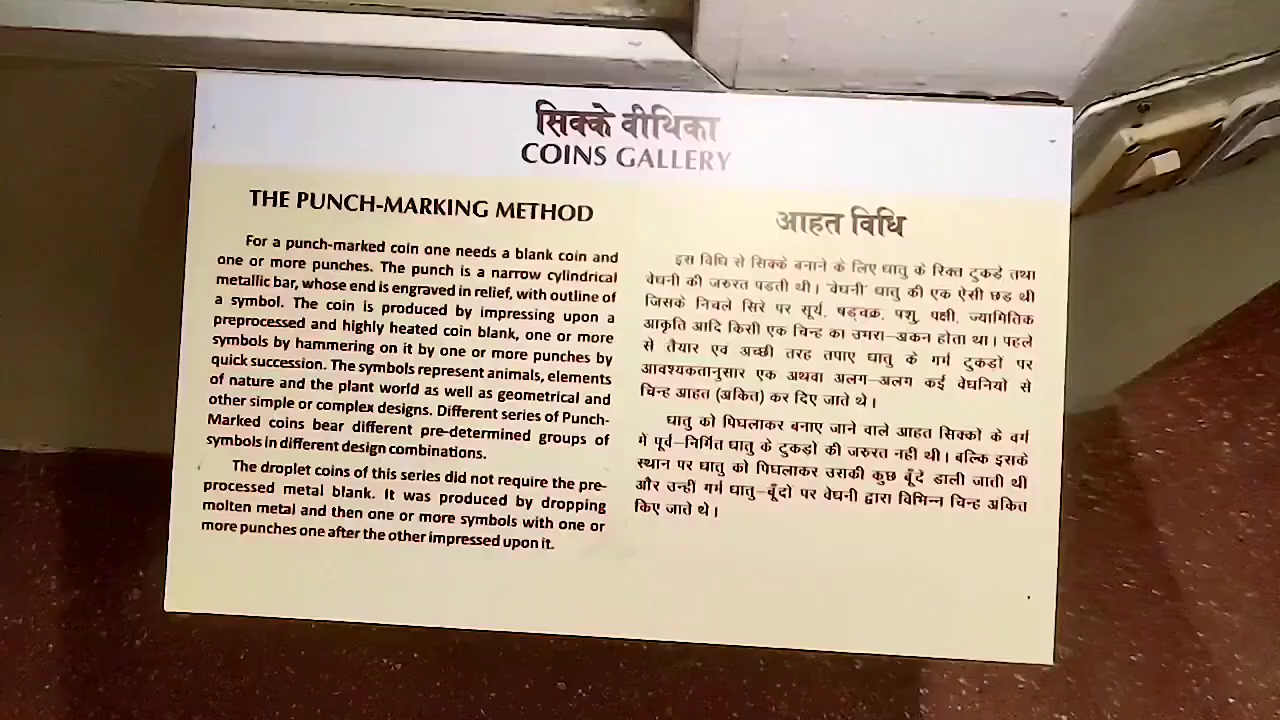 सिक्के वीथिका
COINS GALLERY
THE PUNCH-MARKING METHOD
For a punch-marked coin one needs a blank coin and
one or more punches. The punch is a narrow cylindrical
metallic bar, whose end is engraved in relief, with outline of
a symbol. The coin is produced by impressing upon a
preprocessed and highly heated coin blank, one or more
symbols by hammering on it by one or more punches by
quick succession. The symbols represent animals, elements
of nature and the plant world as well as geometrical and
other simple or complex designs. Different series of Punch-
Marked coins bear different pre-determined groups of
symbols in different design combinations.
The droplet coins of this series did not require the pre-
processed metal blank. It was produced by dropping
molten metal and then one or more symbols with one or
more punches one after the other impressed upon it.
आहत विधि
इस विधि से सिक्के बनाने के लिए धातु के रिक्त टुकड़े तथा
वेधनी की जरुरत पडती थी। 'वेधनी' धातु की एक ऐसी छड़ थी
जिसके निचले सिरे पर सूर्य, षड्चक्र, पशु, पक्षी, ज्यामितिक
आकृति आदि किसी एक चिन्ह का उभरा–अंकन होता था। पहले
से तैयार एवं अच्छी तरह तपाए धातु के गर्म टुकड़ों पर
आवश्यकतानुसार एक अथवा अलग–अलग कई वेधनियों से
चिन्ह आहत (अंकित) कर दिए जाते थे।
धातु को पिघलाकर बनाए जाने वाले आहत सिक्को के वर्ग
में पूर्व–निर्मित धातु के टुकड़ों की जरुरत नहीं थी। बल्कि इसके
स्थान पर धातु को पिघलाकर उसकी कुछ बूँदे डाली जाती थी
और उन्हीं गर्म धातु–बूँदो पर वेधनी द्वारा विभिन्न चिन्ह अंकित
किए जाते थे।